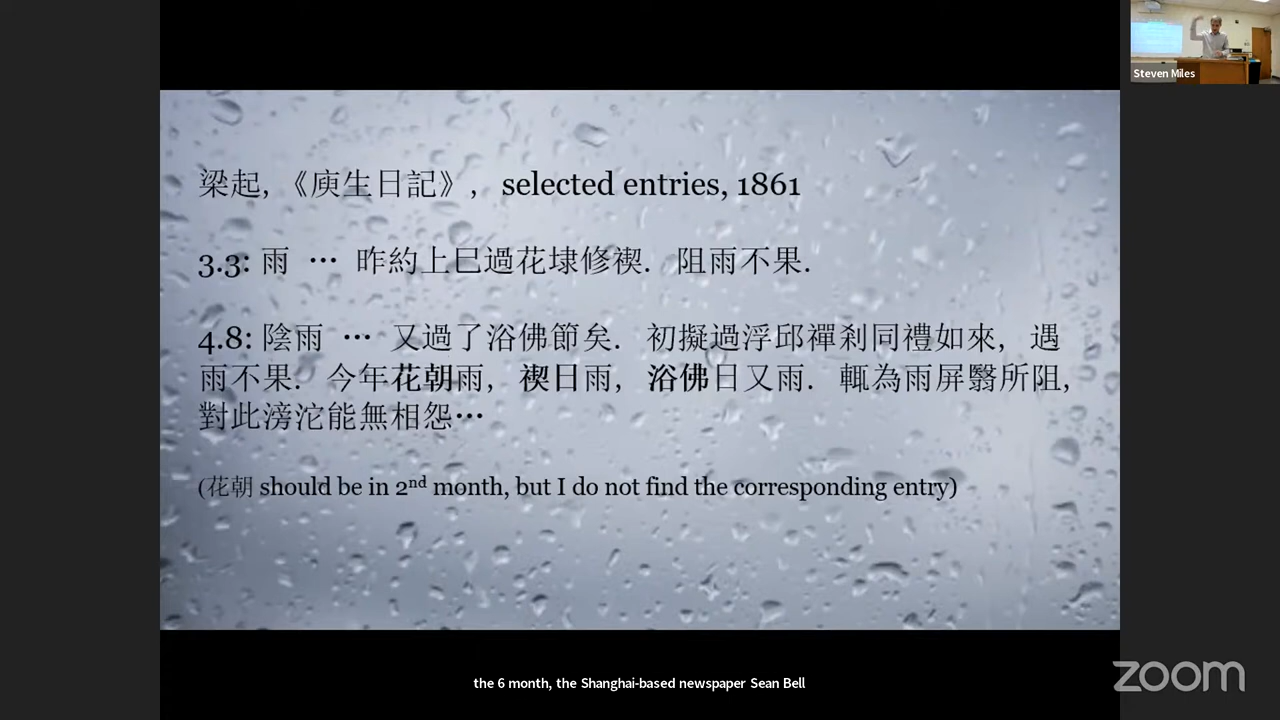 Steven Miles
梁起, 《庾生日記》, selected entries, 1861
3.3: 雨 … 昨約上巳過花埭修禊. 阻雨不果.
4.8: 陰雨 … 又過了浴佛節矣. 初擬過浮邱禪剎同禮如來, 遇
雨不果. 今年花朝雨, 禊日雨, 浴佛日又雨. 輒為雨屏翳所阻,
對此滂沱能無相怨…
(花朝 should be in 2nd month, but I do not find the corresponding entry)
the 6 month, the Shanghai-based newspaper Sean Bell
zoom